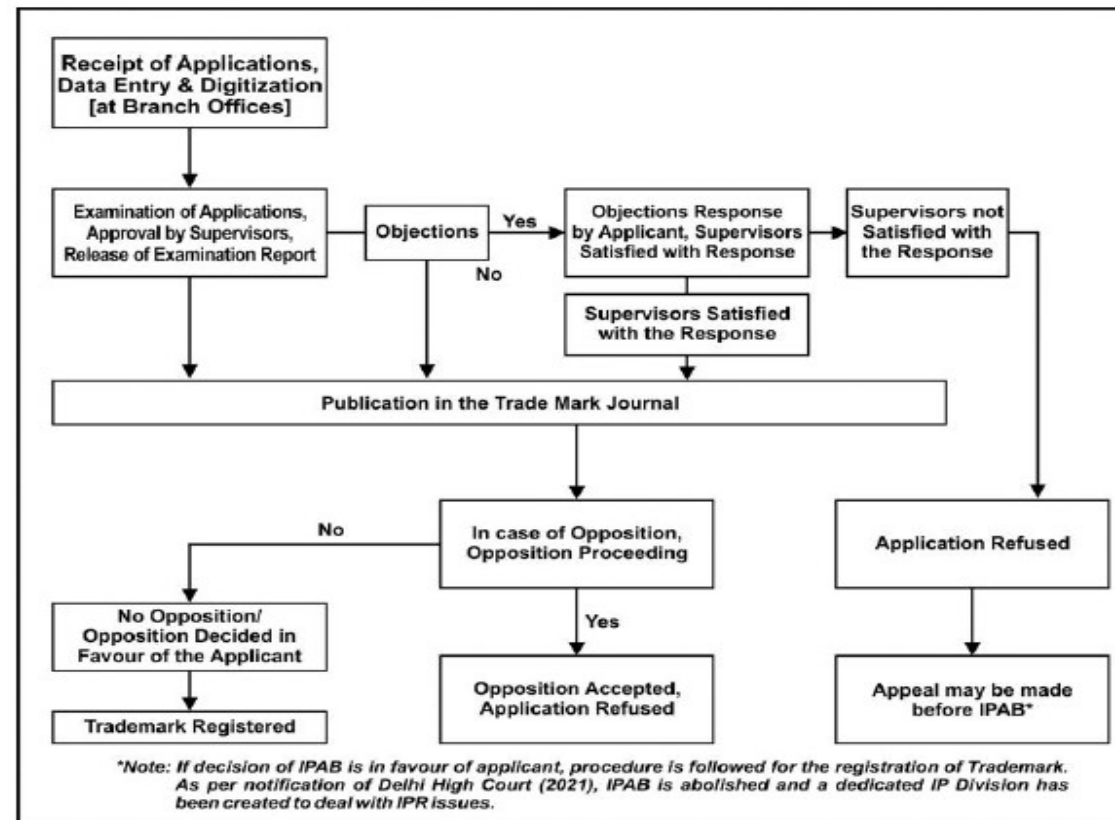 Receipt of Applications,
Data Entry & Digitization
[at Branch Offices]
Examination of Applications,
Approval by Supervisors,
Release of Examination Report
Objections
Yes
No
Objections Response
by Applicant, Supervisors
Satisfied with Response
Supervisors not
Satisfied with
the Response
Supervisors Satisfied
with the Response
Publication in the Trade Mark Journal
No
In case of Opposition,
Opposition Proceeding
Application Refused
No Opposition/
Opposition Decided in
Favour of the Applicant
Yes
Trademark Registered
Opposition Accepted,
Application Refused
Appeal may be made
before IPAB*
*Note: If decision of IPAB is in favour of applicant, procedure is followed for the registration of Trademark.
As per notification of Delhi High Court (2021), IPAB is abolished and a dedicated IP Division has
been created to deal with IPR issues.